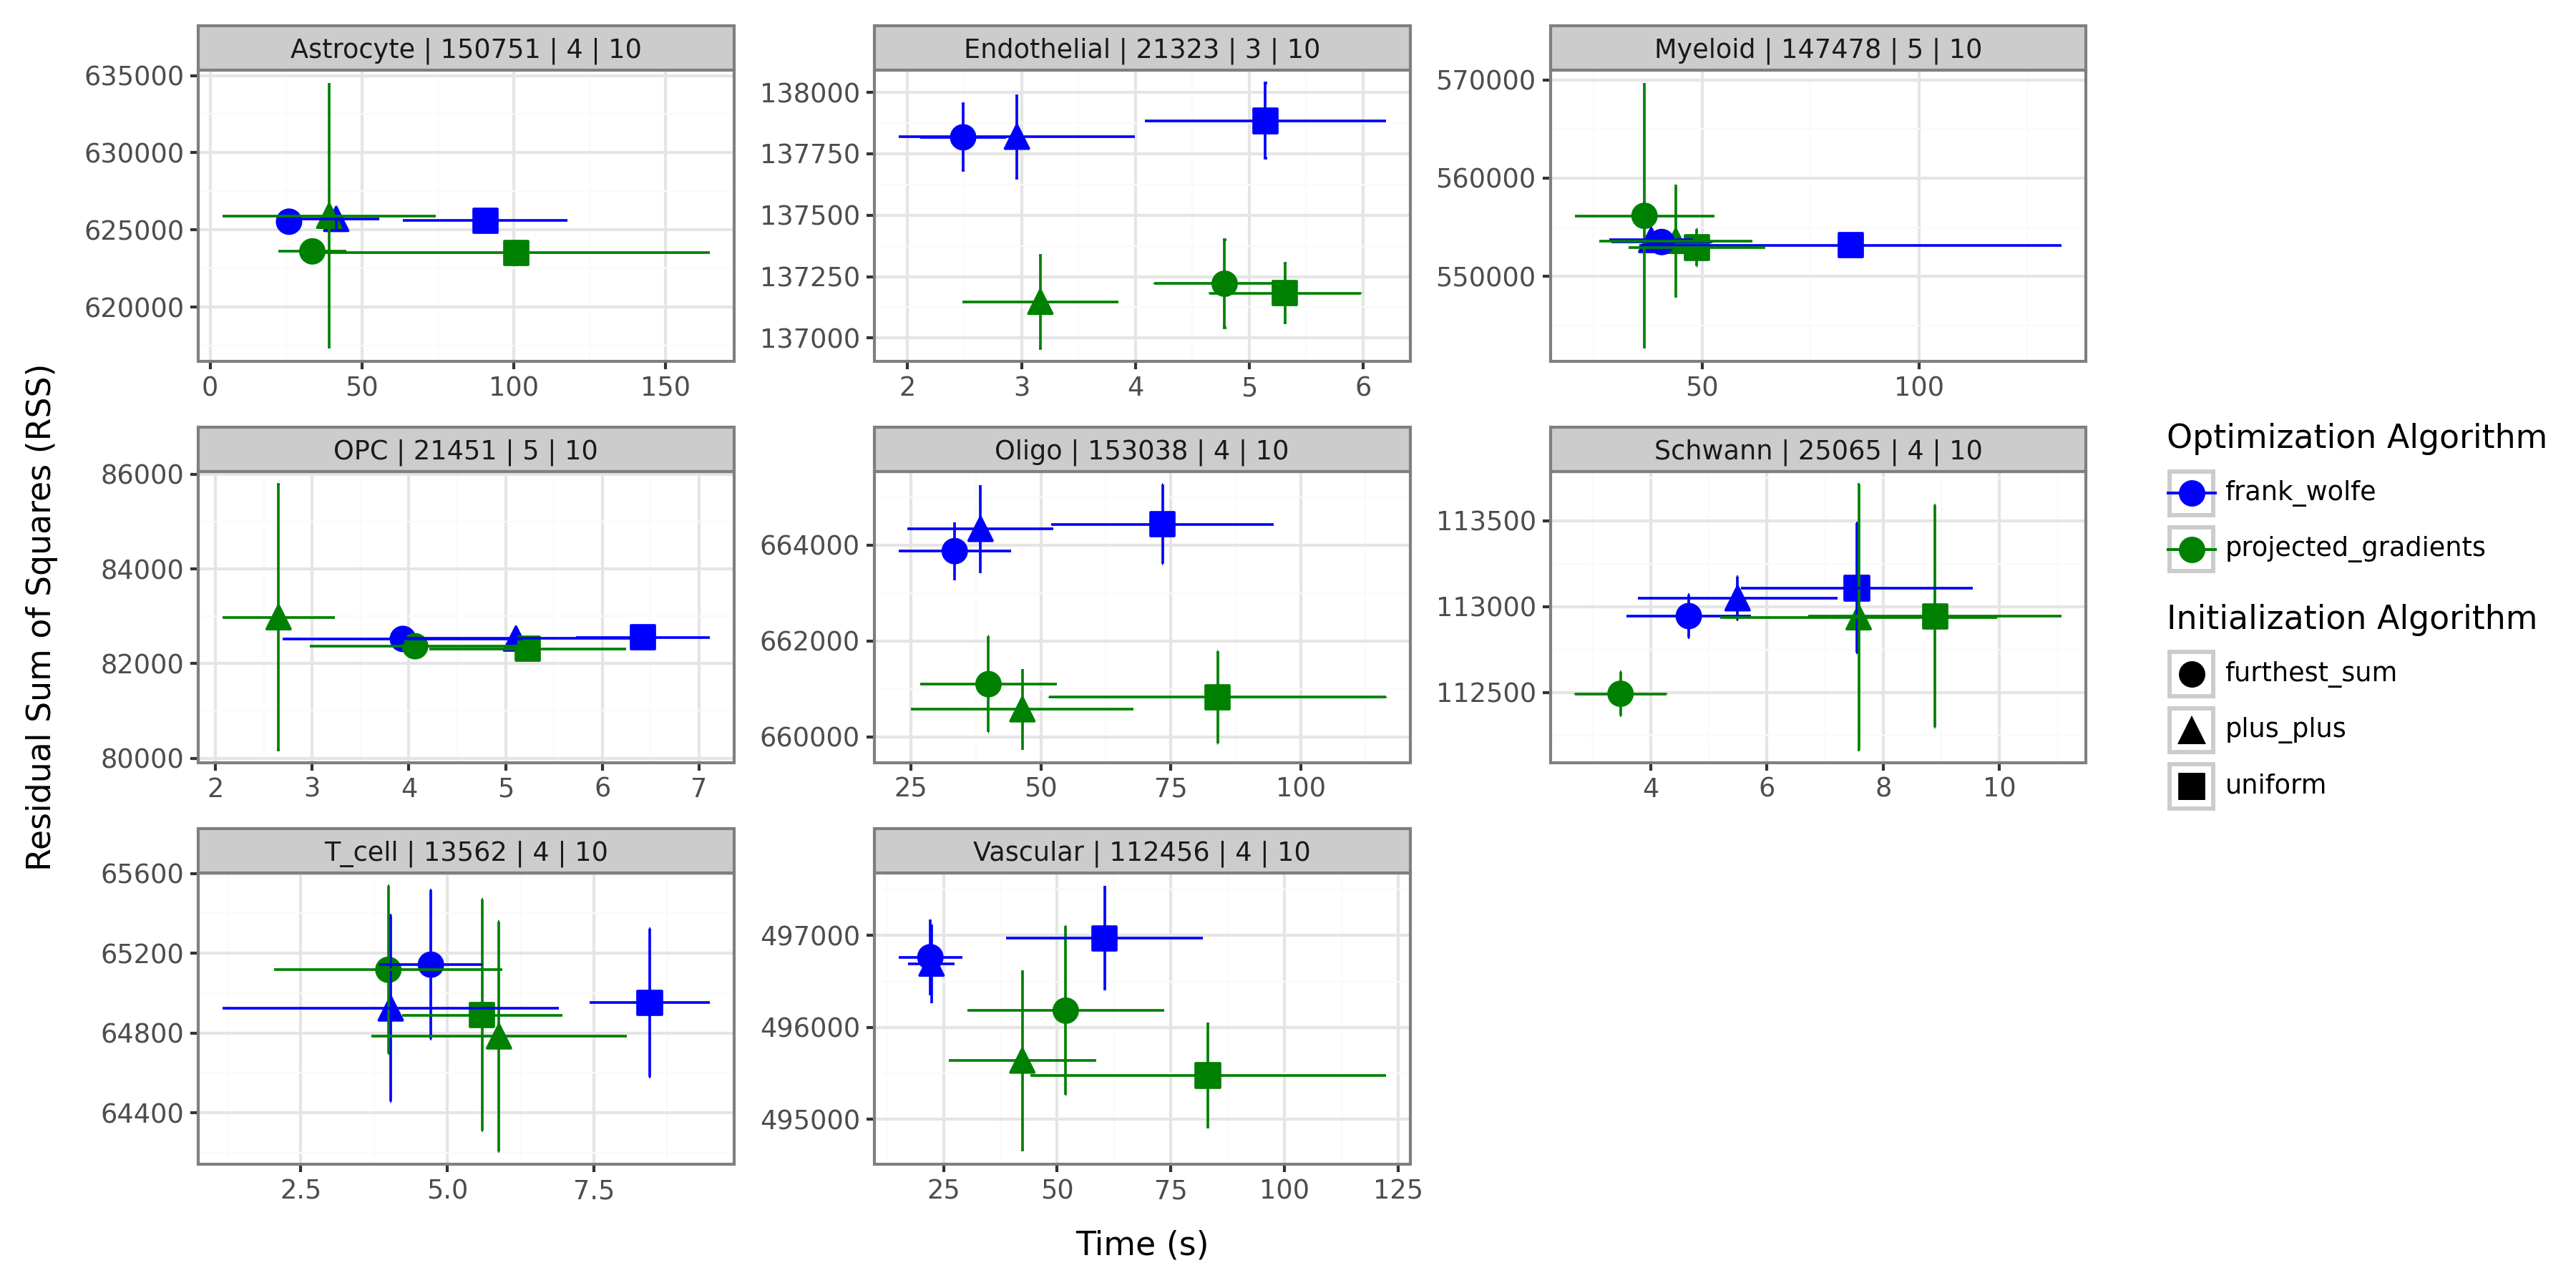 Astrocyte | 150751 | 4 | 10
Endothelial | 21323 | 3 | 10
Myeloid | 147478 | 5 | 10
635000
630000
625000
620000
0 50 100 150
138000
137750
137500
137250
137000
2 3 4 5 6
570000
560000
550000
50 100
OPC | 21451 | 5 | 10
Oligo | 153038 | 4 | 10
Schwann | 25065 | 4 | 10
86000
84000
82000
80000
2 3 4 5 6 7
664000
662000
660000
25 50 75 100
113500
113000
112500
4 6 8 10
T_cell | 13562 | 4 | 10
Vascular | 112456 | 4 | 10
65600
65200
64800
64400
2.5 5.0 7.5
497000
496000
495000
25 50 75 100 125
Residual Sum of Squares (RSS)
Time (s)
Optimization Algorithm
frank_wolfe
projected_gradients
Initialization Algorithm
furthest_sum
plus_plus
uniform